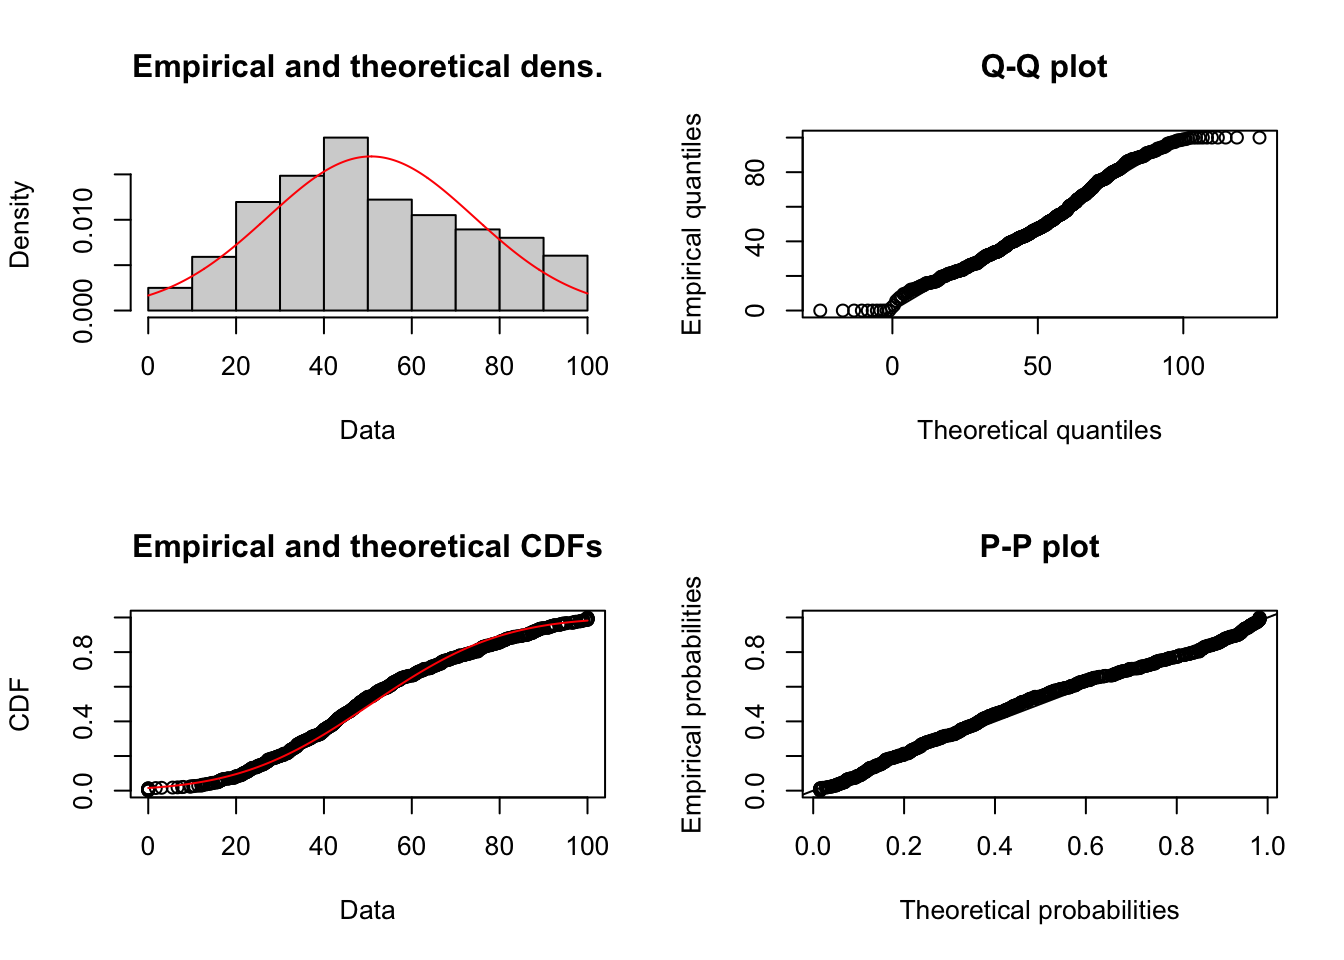 Empirical and theoretical dens.
Density
0.000
0.010
0
20
40
60
80
100
Data
Q-Q plot
Empirical quantiles
0
40
80
0
50
100
Theoretical quantiles
Empirical and theoretical CDFs
CDF
0.0
0.4
0.8
0
20
40
60
80
100
Data
P-P plot
Empirical probabilities
0.0
0.4
0.8
0.0
0.2
0.4
0.6
0.8
1.0
Theoretical probabilities